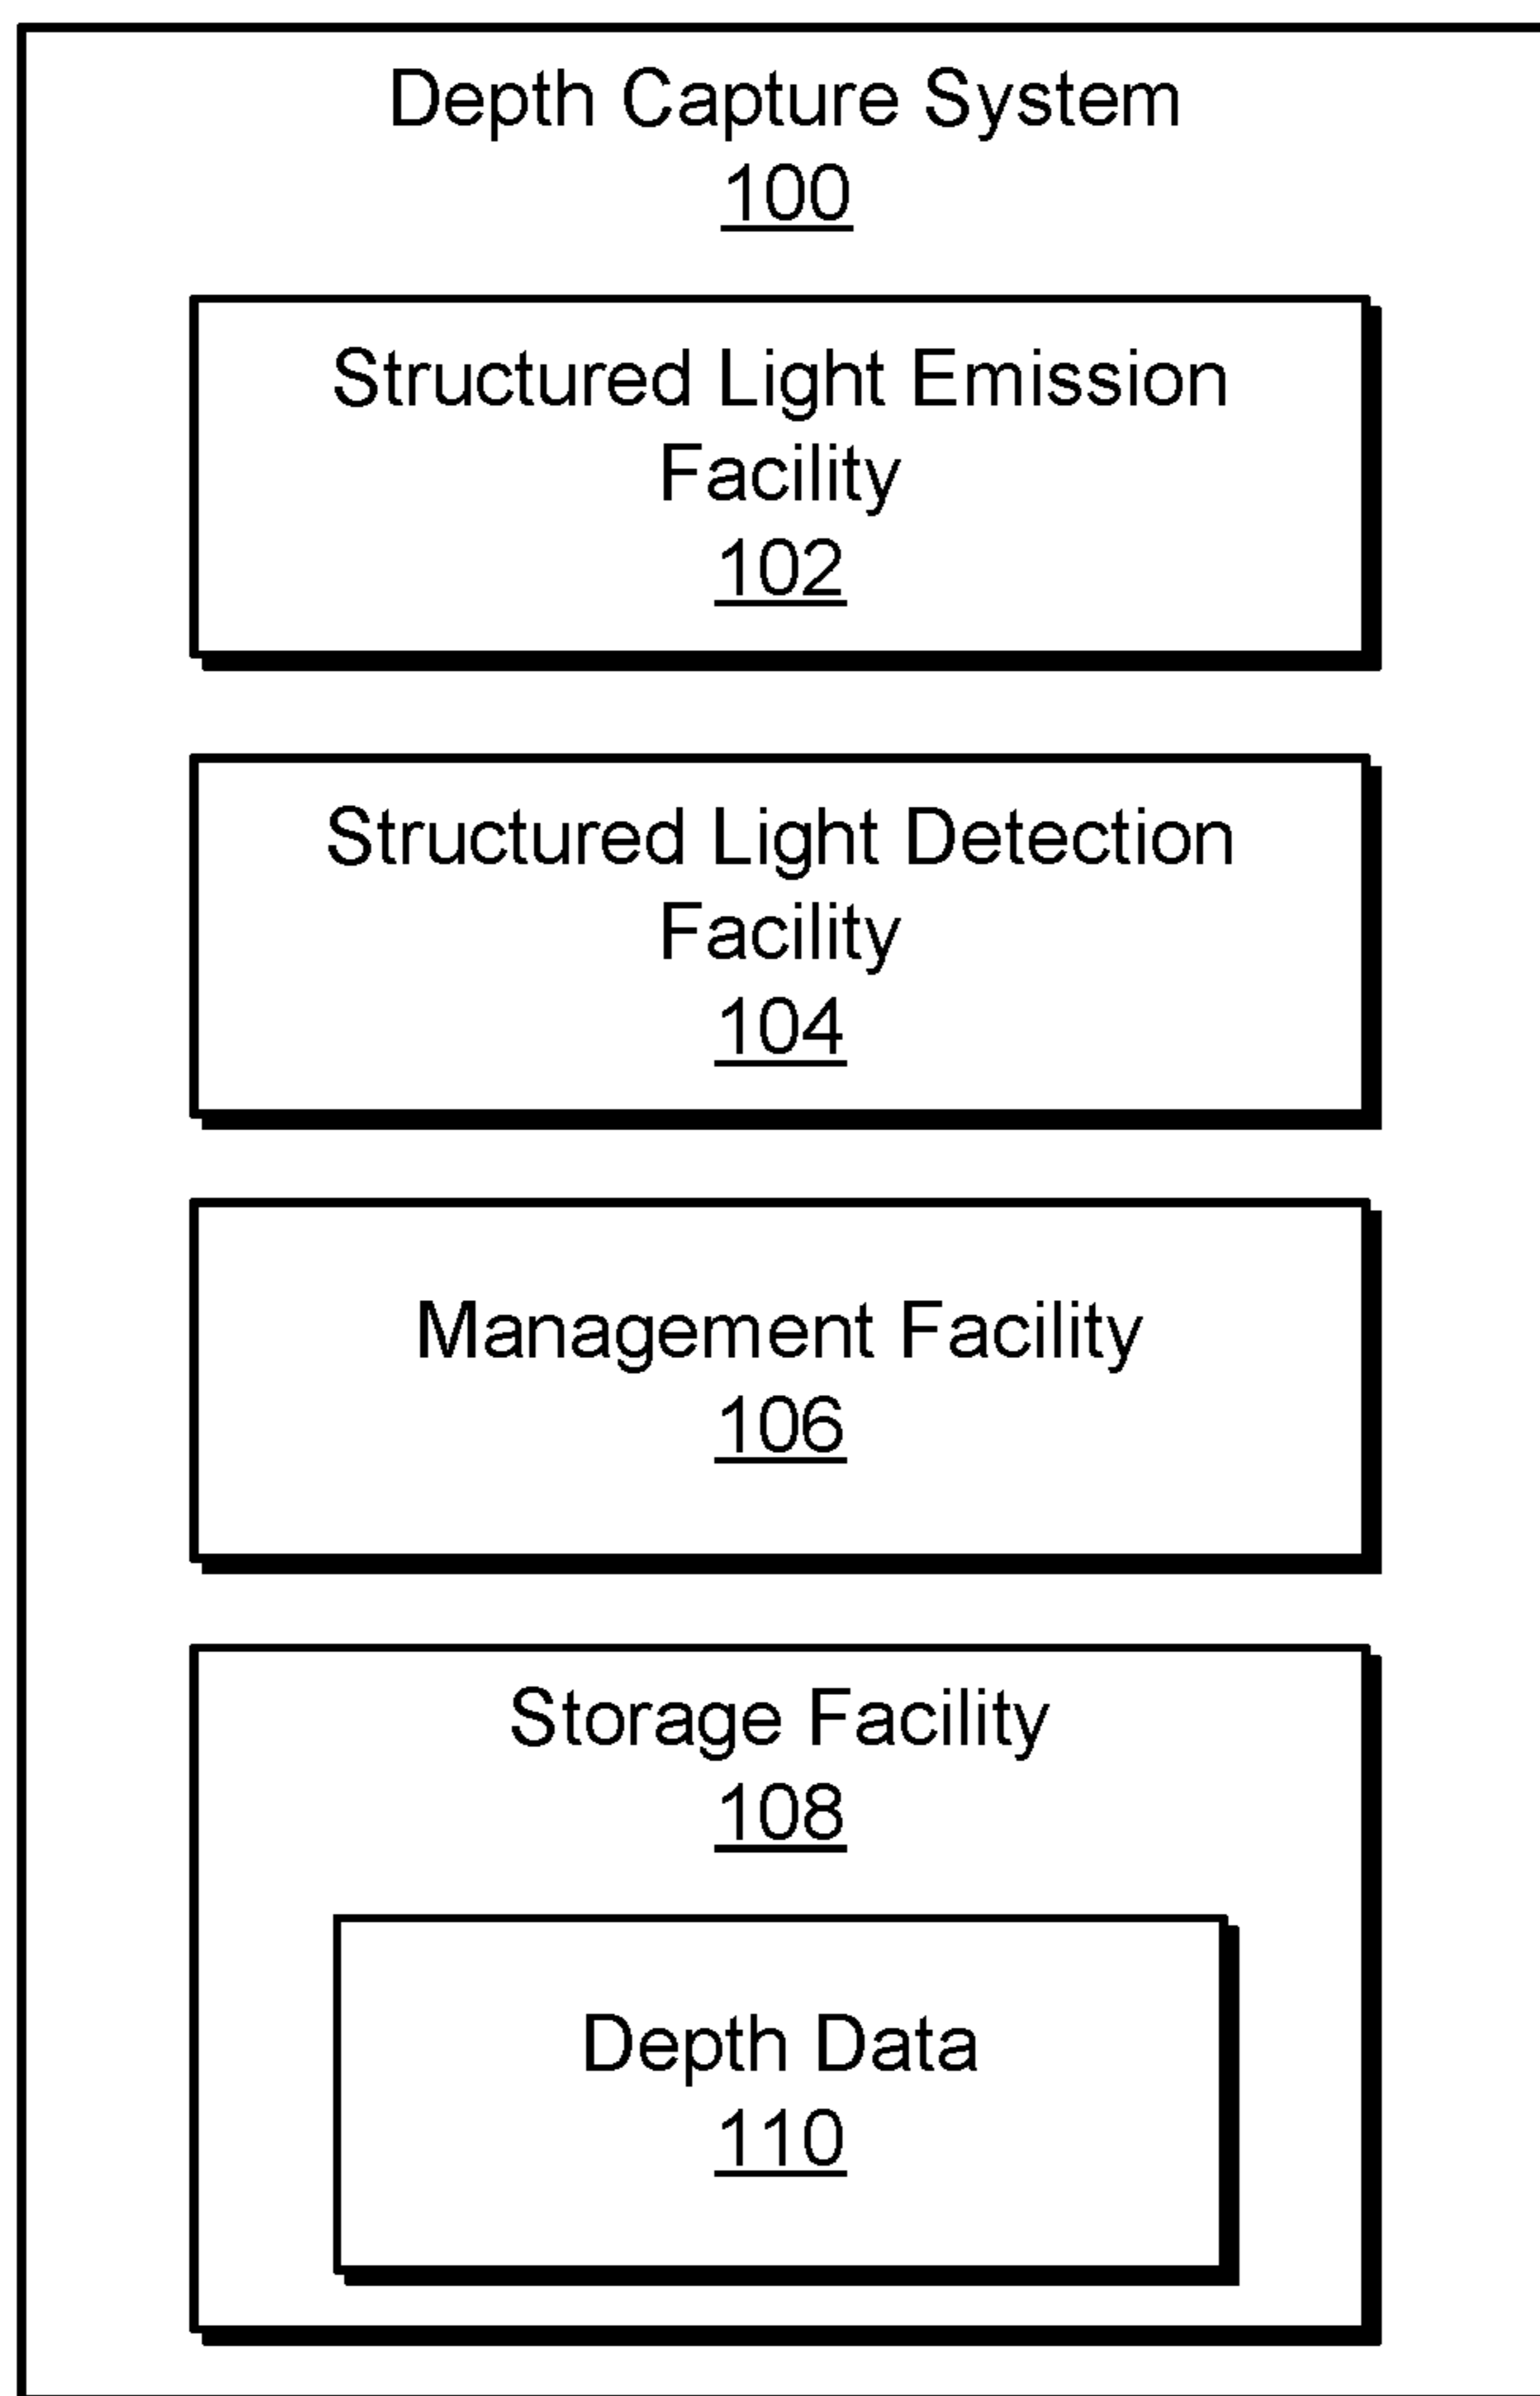 Depth Capture System
100
Structured Light Emission
Facility
102
Structured Light Detection
Facility
104
Management Facility
106
Storage Facility
108
Depth Data
110